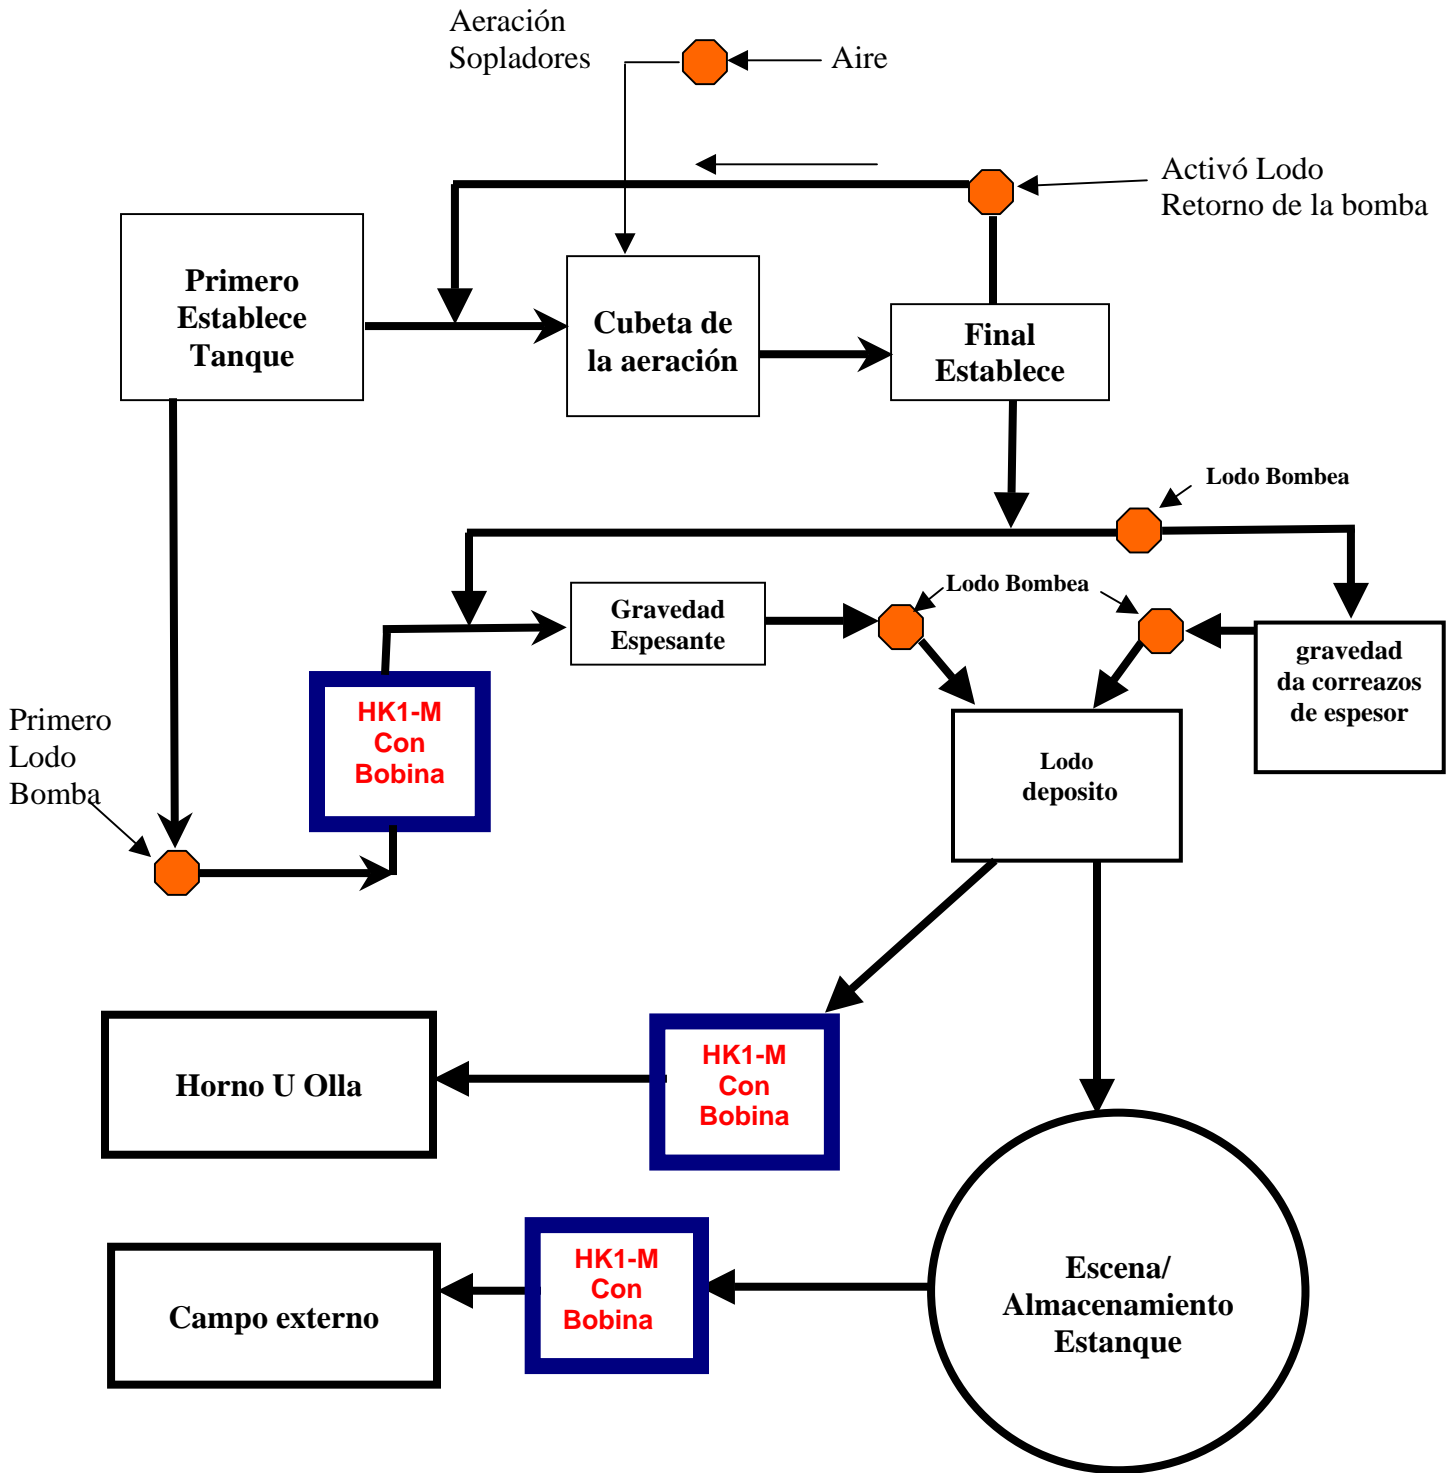 Aeración
Sopladores
Aire
Activó Lodo
Retorno de la bomba
Primero
Establece
Tanque
Cubeta de
la aeración
Final
Establece
Lodo Bombea
Lodo Bombea
Gravedad
Espesante
gravedad
da correazos
de espesor
HK1-M
Con
Bobina
Primero
Lodo
Bomba
Lodo
deposito
Horno U Olla
HK1-M
Con
Bobina
Campo externo
HK1-M
Con
Bobina
Escena/
Almacenamiento
Estanque